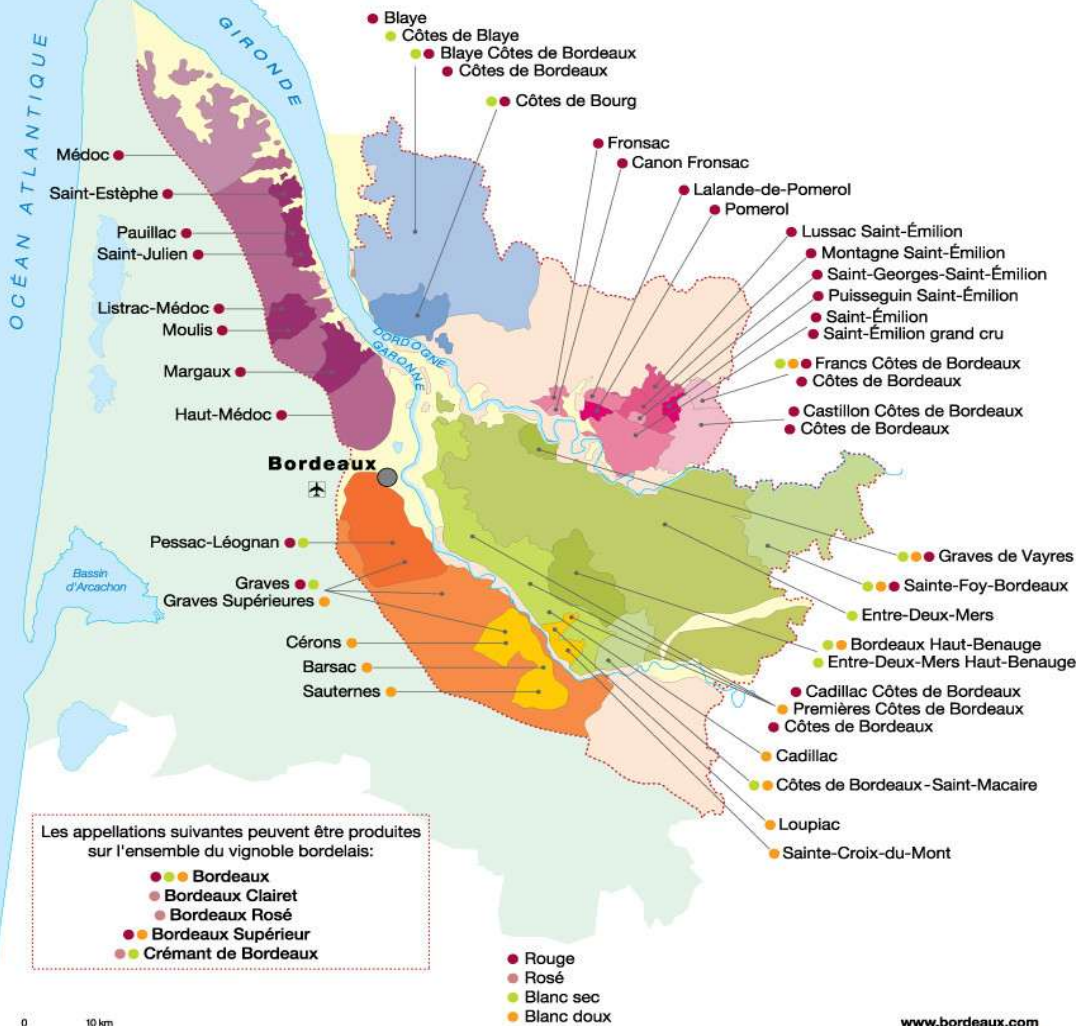 OCÉAN ATLANTIQUE
GIRONDE
Blaye
Côtes de Blaye
Blaye Côtes de Bordeaux
Côtes de Bordeaux
Côtes de Bourg
Fronsac
Canon Fronsac
Lalande-de-Pomerol
Pomerol
Lussac Saint-Émilion
Montagne Saint-Émilion
Saint-Georges-Saint-Émilion
Puisseguin Saint-Émilion
Saint-Émilion
Saint-Émilion grand cru
Francs Côtes de Bordeaux
Côtes de Bordeaux
Castillon Côtes de Bordeaux
Côtes de Bordeaux
Médoc
Saint-Estèphe
Pauillac
Saint-Julien
Listrac-Médoc
Moulis
Margaux
Haut-Médoc
DORDOGNE
GARONNE
Bordeaux
Pessac-Léognan
Graves
Graves Supérieures
Cérons
Barsac
Sauternes
Bassin
d'Arcachon
Graves de Vayres
Sainte-Foy-Bordeaux
Entre-Deux-Mers
Bordeaux Haut-Benauge
Entre-Deux-Mers Haut-Benauge
Cadillac Côtes de Bordeaux
Premières Côtes de Bordeaux
Côtes de Bordeaux
Cadillac
Côtes de Bordeaux-Saint-Macaire
Loupiac
Sainte-Croix-du-Mont
Les appellations suivantes peuvent être produites
sur l'ensemble du vignoble bordelais:
Bordeaux
Bordeaux Clairet
Bordeaux Rosé
Bordeaux Supérieur
Crémant de Bordeaux
Rouge
Rosé
Blanc sec
Blanc doux
0 10 km
www.bordeaux.com